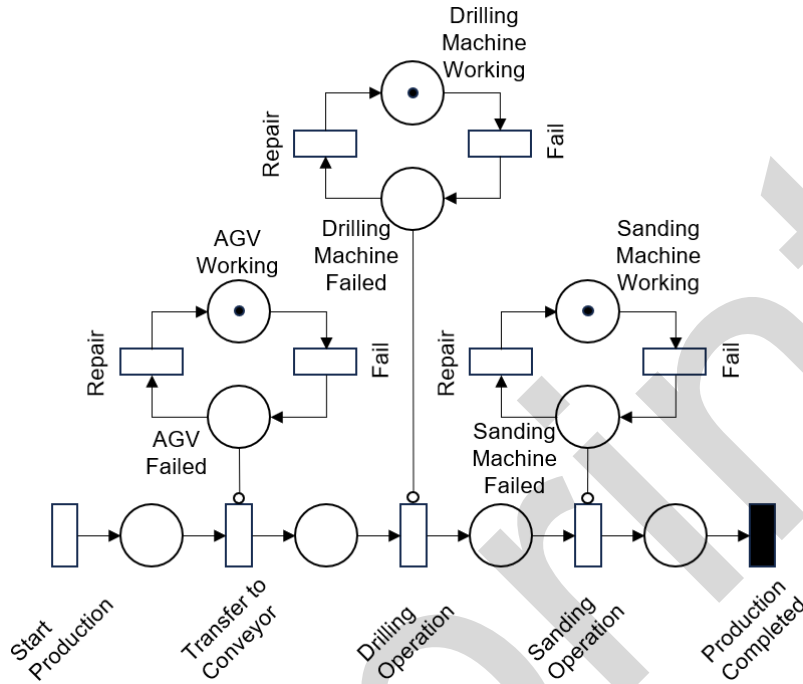 Drilling
Machine
Working
Repair
Fail
Drilling
Machine
Failed
AGV
Working
Repair
Fail
AGV
Failed
Sanding
Machine
Working
Repair
Fail
Sanding
Machine
Failed
Start
Production
Transfer to
Conveyor
Drilling
Operation
Sanding
Operation
Production
Completed
rint